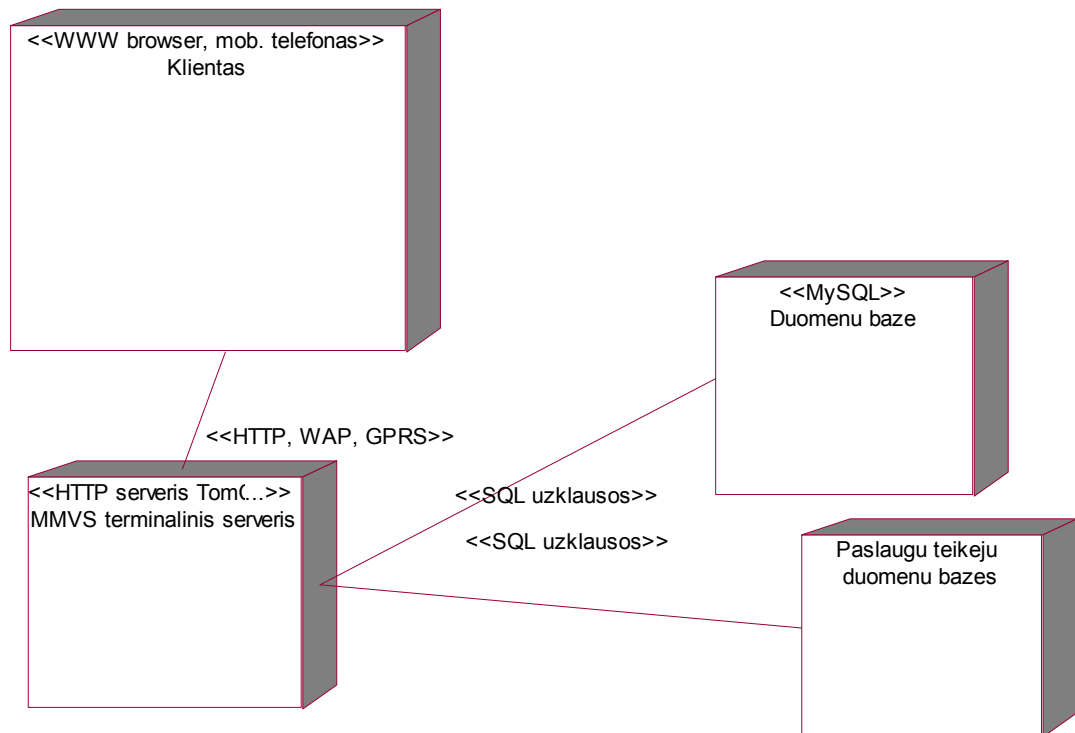 <<WWW browser, mob. telefonas>>
Klientas
<<MySQL>>
Duomenu baze
<<HTTP, WAP, GPRS>>
<<HTTP serveris Tom(...>>
MMVS terminalinis serveris
<<SQL uzklausos>>
<<SQL uzklausos>>
Paslaugu teikeju
duomenu bazes